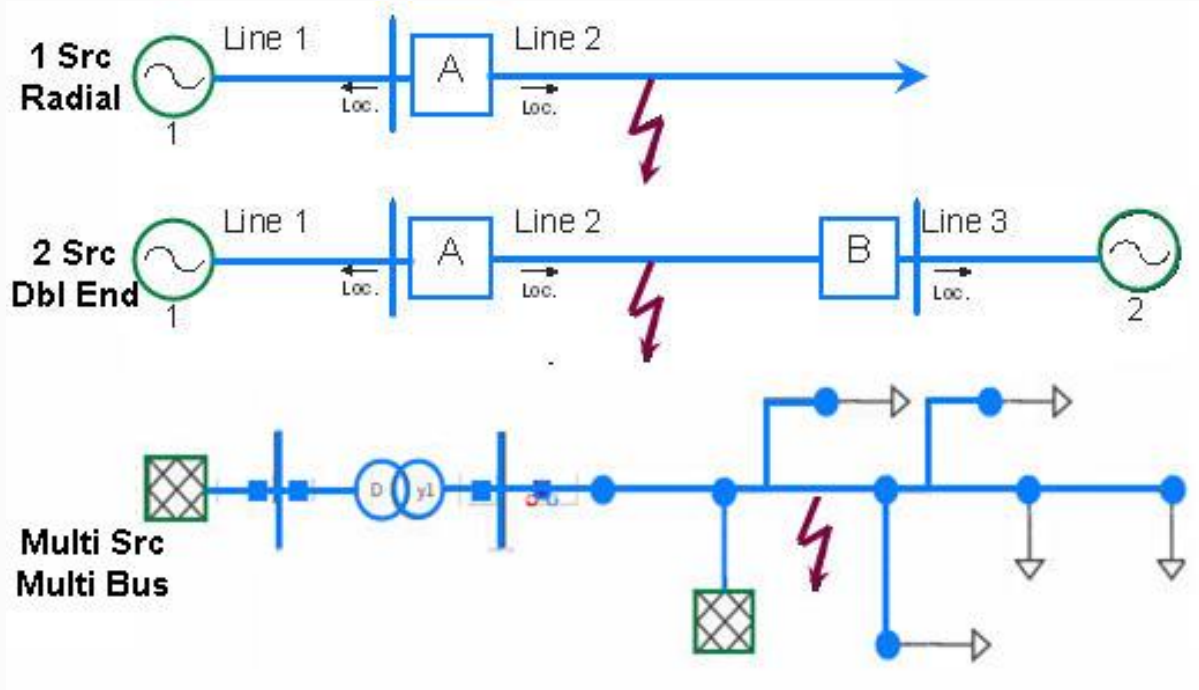 1 Src
Radial
1
Line 1
Loc.
A
Line 2
Loc.
2 Src
Dbl End
1
Line 1
Loc.
A
Line 2
Loc.
B
Line 3
Loc.
2
Multi Src
Multi Bus
D
y1